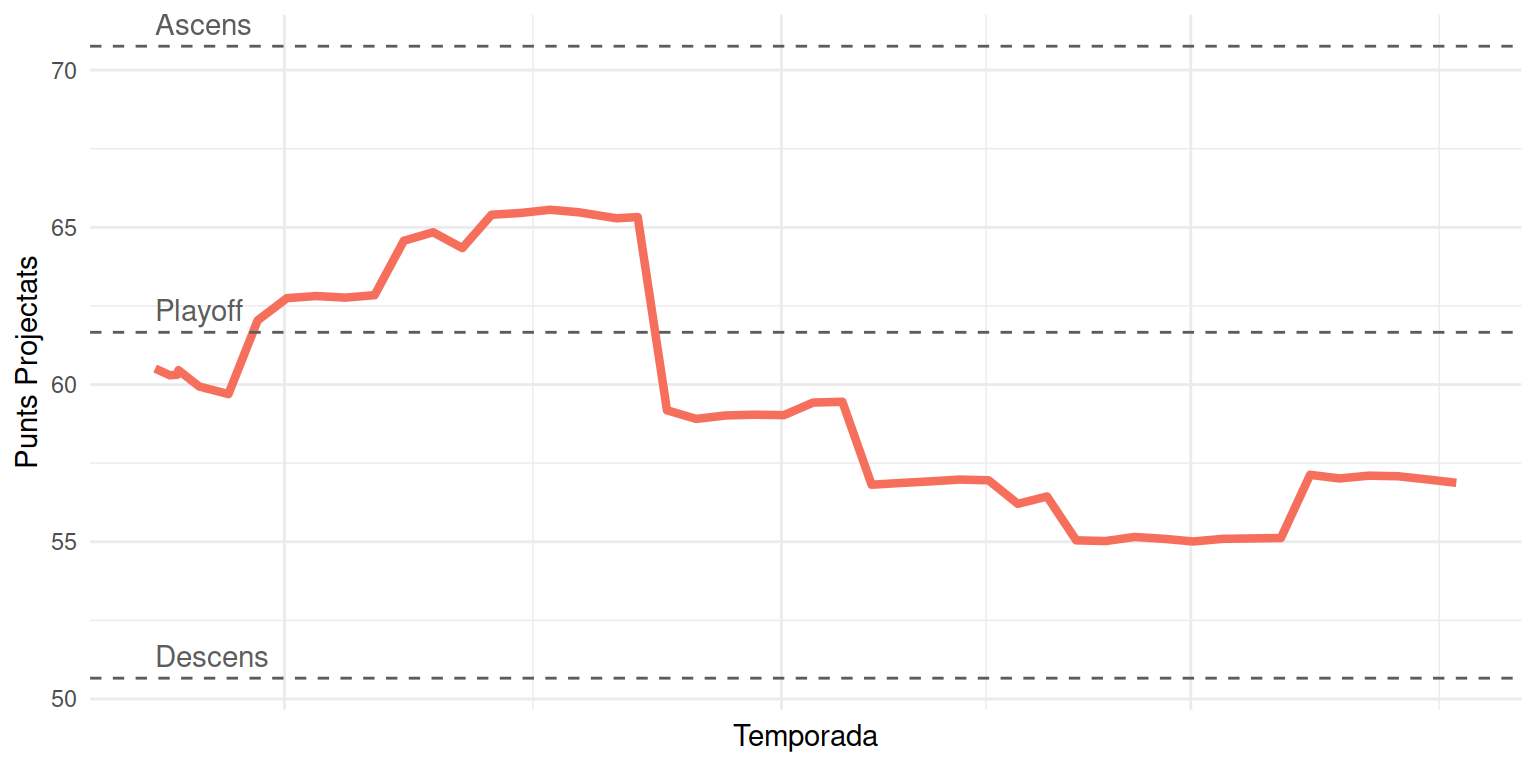 Ascens
70
65
Playoff
60
55
Descens
50
Punts Projectats
Temporada